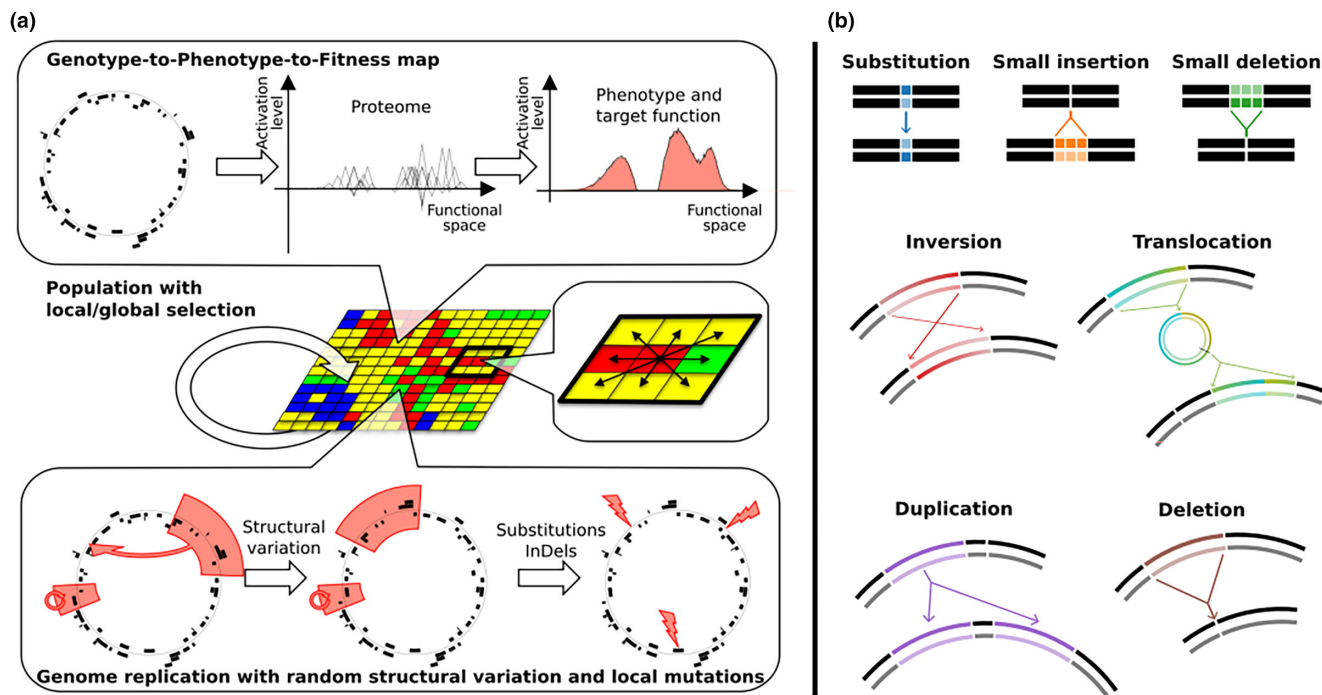 (a)
Genotype-to-Phenotype-to-Fitness map
Activation
level
Proteome
Functional
space
Activation
level
Phenotype and
target function
Functional
space
Population with
local/global selection
Structural
variation
Substitutions
InDels
Genome replication with random structural variation and local mutations
(b)
Substitution
Small insertion
Small deletion
Inversion
Translocation
Duplication
Deletion